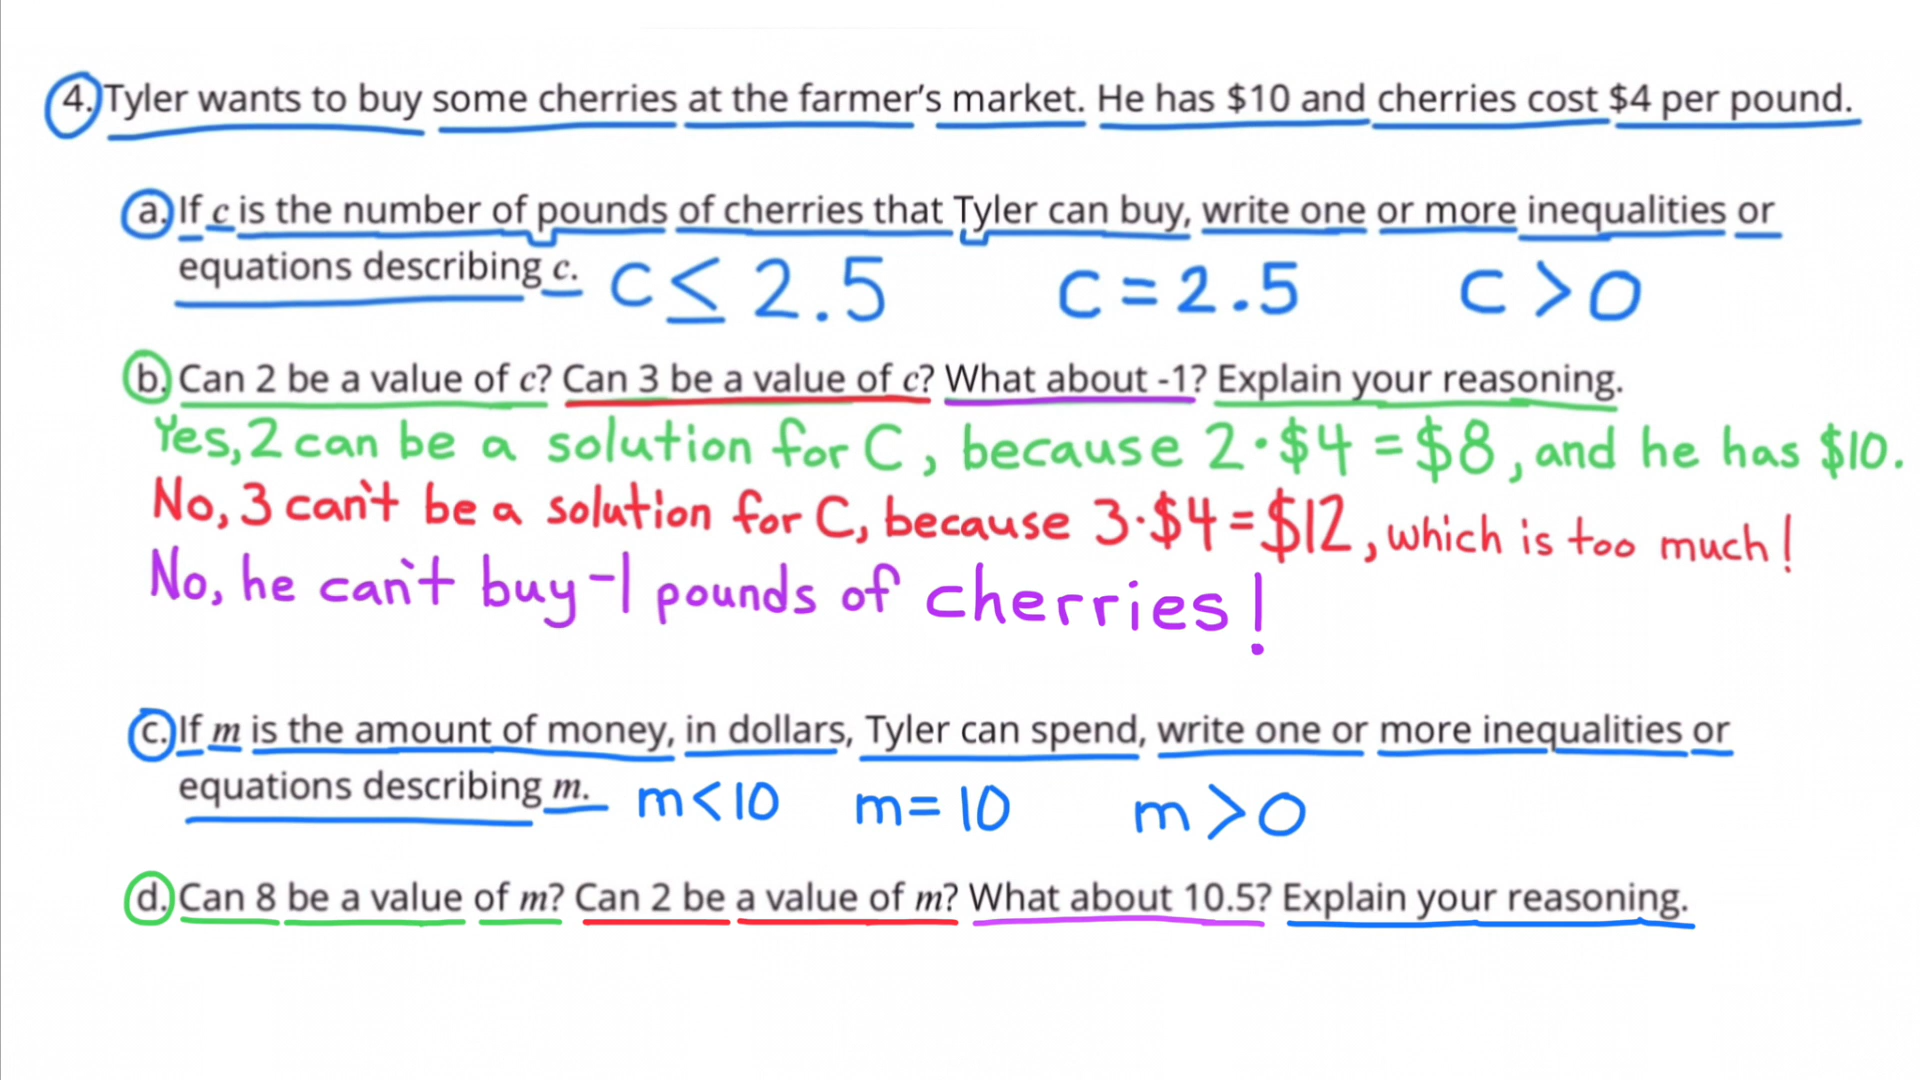 4. Tyler wants to buy some cherries at the farmer’s market. He has $10 and cherries cost $4 per pound.
a. If c is the number of pounds of cherries that Tyler can buy, write one or more inequalities or
equations describing c. c ≤ 2.5 c = 2.5 c > 0
b. Can 2 be a value of c? Can 3 be a value of c? What about -1? Explain your reasoning.
Yes, 2 can be a solution for C, because 2·$4 = $8, and he has $10.
No, 3 can't be a solution for C, because 3·$4 = $12, which is too much!
No, he can't buy -1 pounds of cherries!
c. If m is the amount of money, in dollars, Tyler can spend, write one or more inequalities or
equations describing m. m < 10 m = 10 m > 0
d. Can 8 be a value of m? Can 2 be a value of m? What about 10.5? Explain your reasoning.